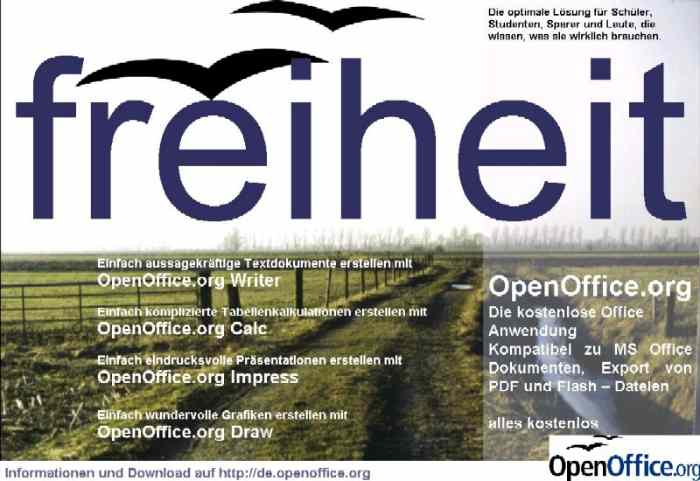 Die optimale Lösung für Schüler,
Studenten, Sparer und Leute, die
wissen, was sie wirklich brauchen.
freiheit
Einfach aussagekräftige Textdokumente erstellen mit
OpenOffice.org Writer
Einfach komplizierte Tabellenkalkulationen erstellen mit
OpenOffice.org Calc
Einfach eindrucksvolle Präsentationen erstellen mit
OpenOffice.org Impress
Einfach wundervolle Grafiken erstellen mit
OpenOffice.org Draw
OpenOffice.org
Die kostenlose Office
Anwendung
Kompatibel zu MS Office
Dokumenten, Export von
PDF und Flash – Dateien
alles kostenlos
Informationen und Download auf http://de.openoffice.org
OpenOffice.org